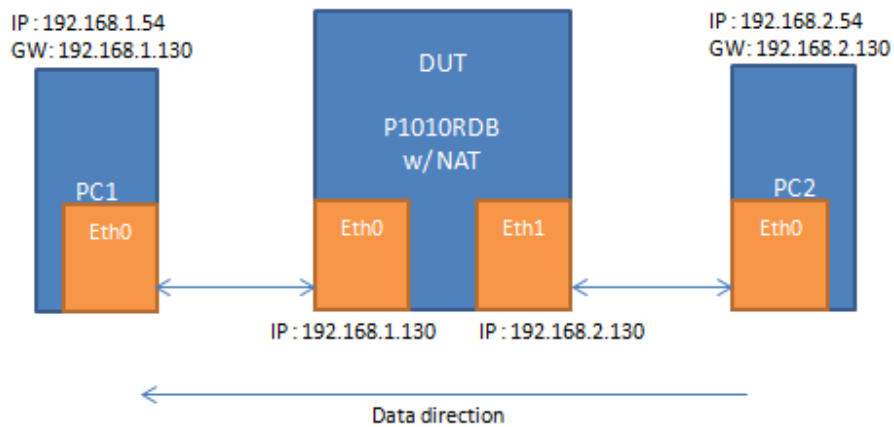 IP : 192.168.1.54
GW: 192.168.1.130
IP : 192.168.2.54
GW: 192.168.2.130
DUT
P1010RDB
w/ NAT
PC1
PC2
Eth0
Eth0
Eth1
Eth0
IP : 192.168.1.130
IP : 192.168.2.130
Data direction